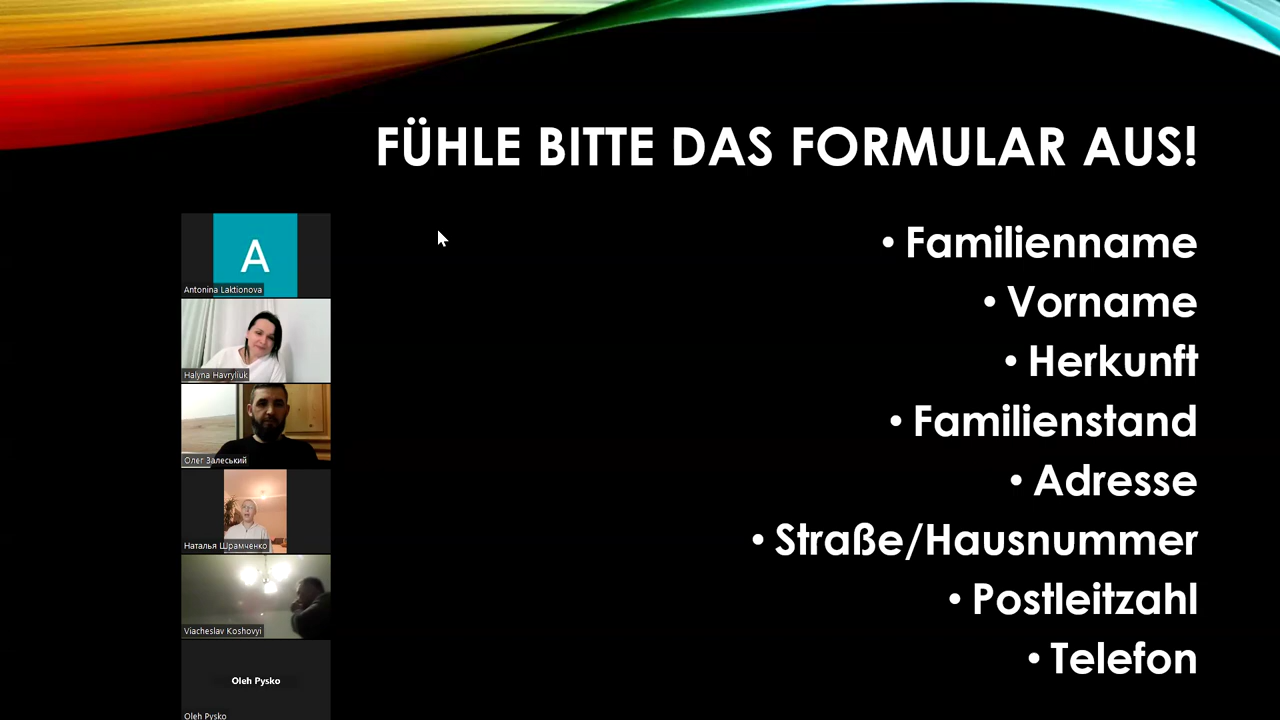 FÜHLE BITTE DAS FORMULAR AUS!
• Familienname
• Vorname
• Herkunft
• Familienstand
• Adresse
• Straße/Hausnummer
• Postleitzahl
• Telefon
A
Antonina Laktionova
Halyna Havryliuk
Олег Залеський
Наталья Шрамченко
Viacheslav Koshovyi
Oleh Pysko
Oleh Pysko